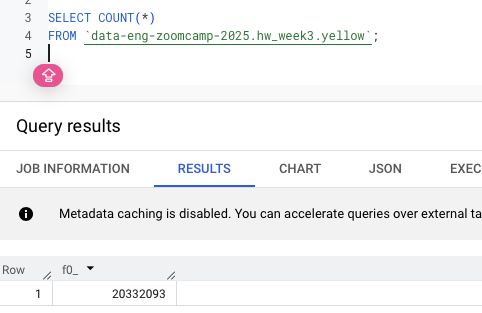 2
3 SELECT COUNT(*)
4 FROM `data-eng-zoomcamp-2025.hw_week3.yellow`;
5
Query results
JOB INFORMATION RESULTS CHART JSON EXEC
Metadata caching is disabled. You can accelerate queries over external ta
Row f0_
1 20332093